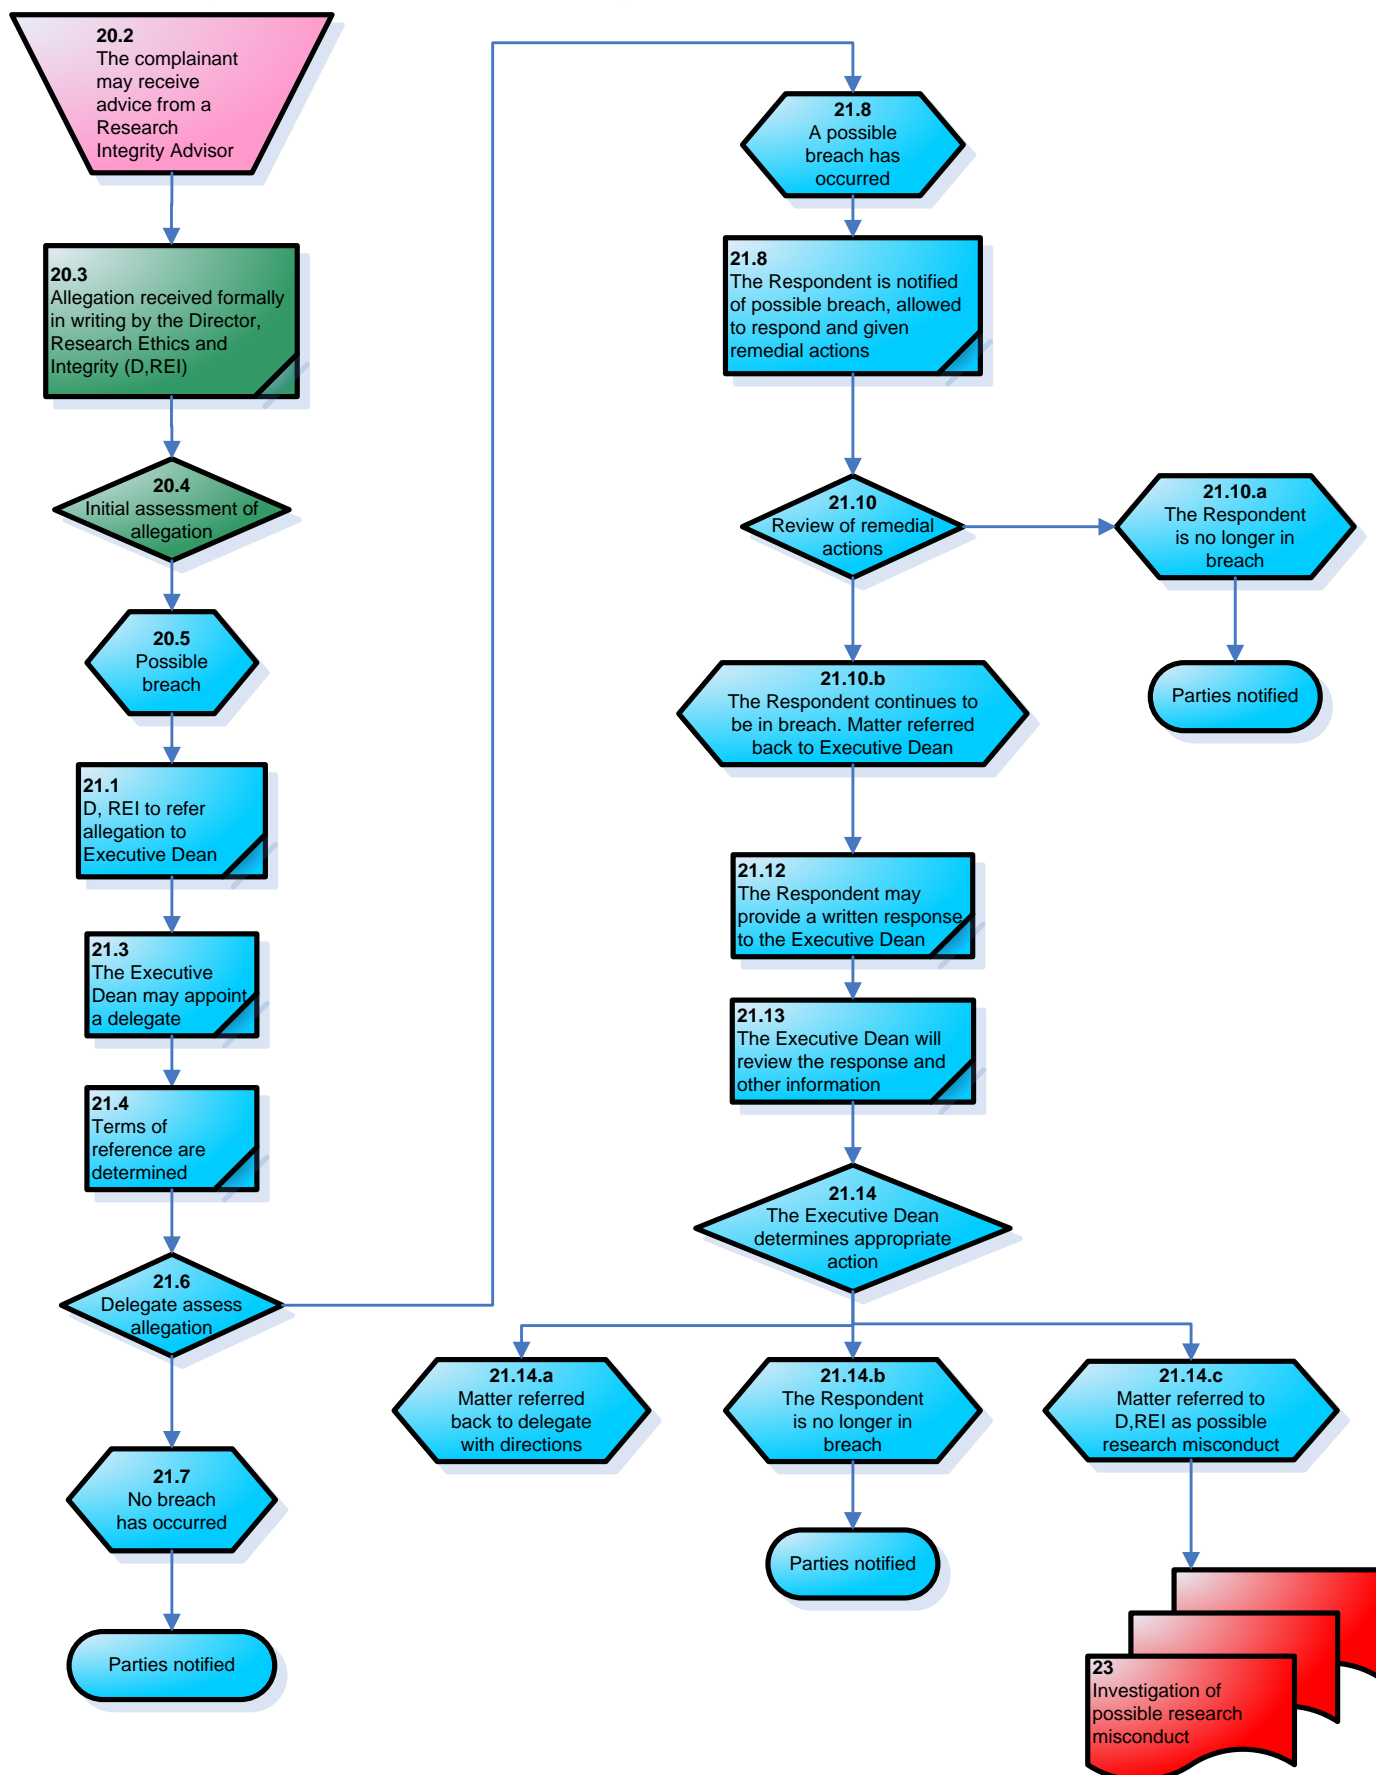 20.2
The complainant
may receive
advice from a
Research
Integrity Advisor
20.3
Allegation received formally
in writing by the Director,
Research Ethics and
Integrity (D,REI)
20.4
Initial assessment of
allegation
20.5
Possible
breach
21.1
D, REI to refer
allegation to
Executive Dean
21.3
The Executive
Dean may appoint
a delegate
21.4
Terms of
reference are
determined
21.6
Delegate assess
allegation
21.7
No breach
has occurred
Parties notified
21.8
A possible
breach has
occurred
21.8
The Respondent is notified
of possible breach, allowed
to respond and given
remedial actions
21.10
Review of remedial
actions
21.10.a
The Respondent
is no longer in
breach
Parties notified
21.10.b
The Respondent continues to
be in breach. Matter referred
back to Executive Dean
21.12
The Respondent may
provide a written response
to the Executive Dean
21.13
The Executive Dean will
review the response and
other information
21.14
The Executive Dean
determines appropriate
action
21.14.a
Matter referred
back to delegate
with directions
21.14.b
The Respondent
is no longer in
breach
Parties notified
21.14.c
Matter referred to
D,REI as possible
research misconduct
23
Investigation of
possible research
misconduct